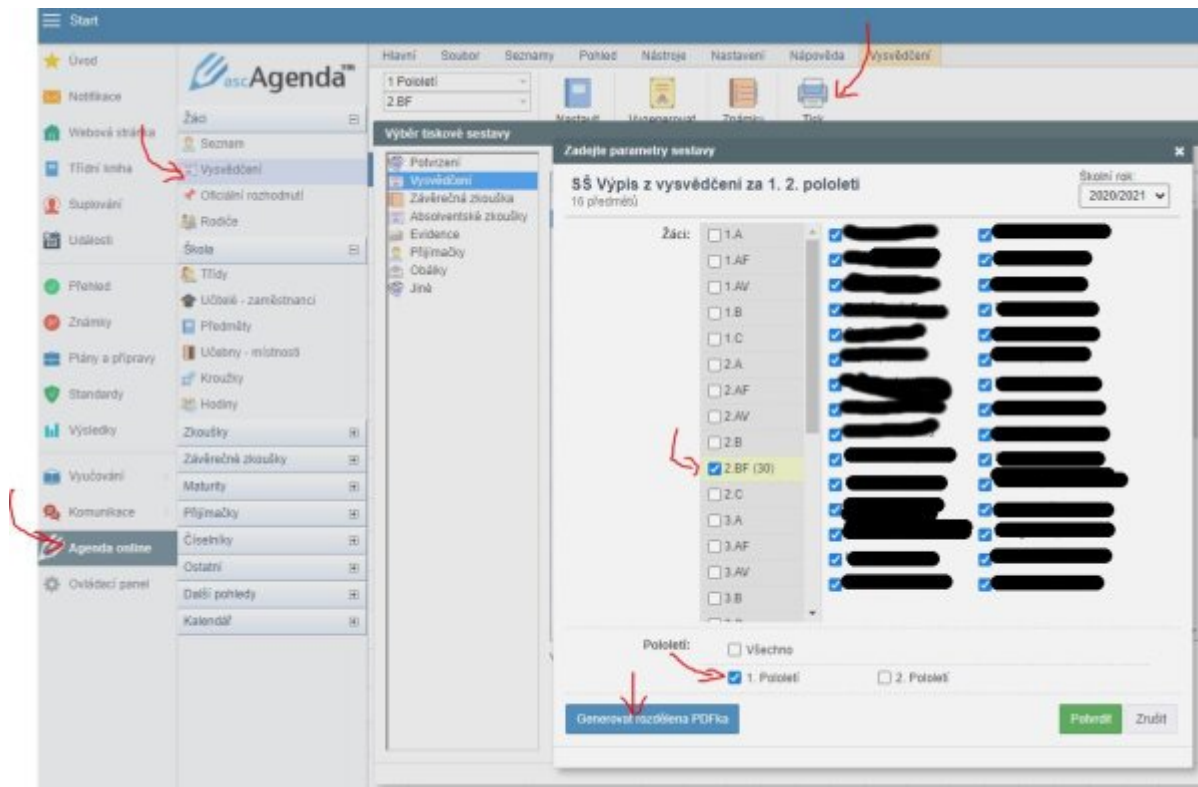 Start
Úvod
Notifikace
Webová stránka
Třídní kniha
Suplování
Události
Přehled
Známky
Plány a přípravy
Standardy
Výsledky
Vyučování
Komunikace
Agenda online
Ovládací panel
ascAgenda™
Žáci
Seznam
Vysvědčení
Oficiální rozhodnutí
Rodiče
Škola
Třídy
Učitelé - zaměstnanci
Předměty
Učebny - místnosti
Kroužky
Hodiny
Zkoušky
Závěrečné zkoušky
Maturity
Přijímačky
Číselníky
Ostatní
Další pohledy
Kalendář
Hlavní Soubor Seznamy Pohled Nástroje Nastavení Nápověda Vysvědčení
1 Pololetí
2.BF
Nastavit Vygenerovat Známky Tisk
Výběr tiskové sestavy
Potvrzení
Vysvědčení
Závěrečná zkouška
Absolventské zkoušky
Evidence
Přijímačky
Obálky
Jiné
Zadejte parametry sestavy
SŠ Výpis z vysvědčení za 1. 2. pololetí
16 předmětů
Školní rok:
2020/2021
Žáci:
1.A
1.AF
1.AV
1.B
1.C
2.A
2.AF
2.AV
2.B
2.BF (30)
2.C
3.A
3.AF
3.AV
3.B
Pololetí:
Všechno
1. Pololetí
2. Pololetí
Generovat rozdělena PDFka
Potvrdit
Zrušit